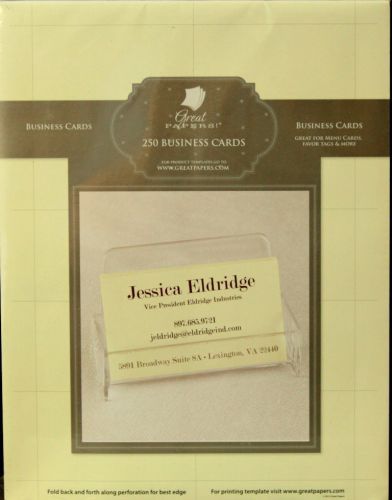 Great
PAPERS!
BUSINESS CARDS
250 BUSINESS CARDS
FOR PRODUCT TEMPLATES GO TO
WWW.GREATPAPERS.COM
BUSINESS CARDS
GREAT FOR MENU CARDS,
FAVOR TAGS & MORE
Jessica Eldridge
Vice President Eldridge Industries
897.685.9721
jeldridge@eldridgeind.com
5891 Broadway Suite 8A • Lexington, VA 22440
Fold back and forth along perforation for best edge
For printing template visit www.greatpapers.com